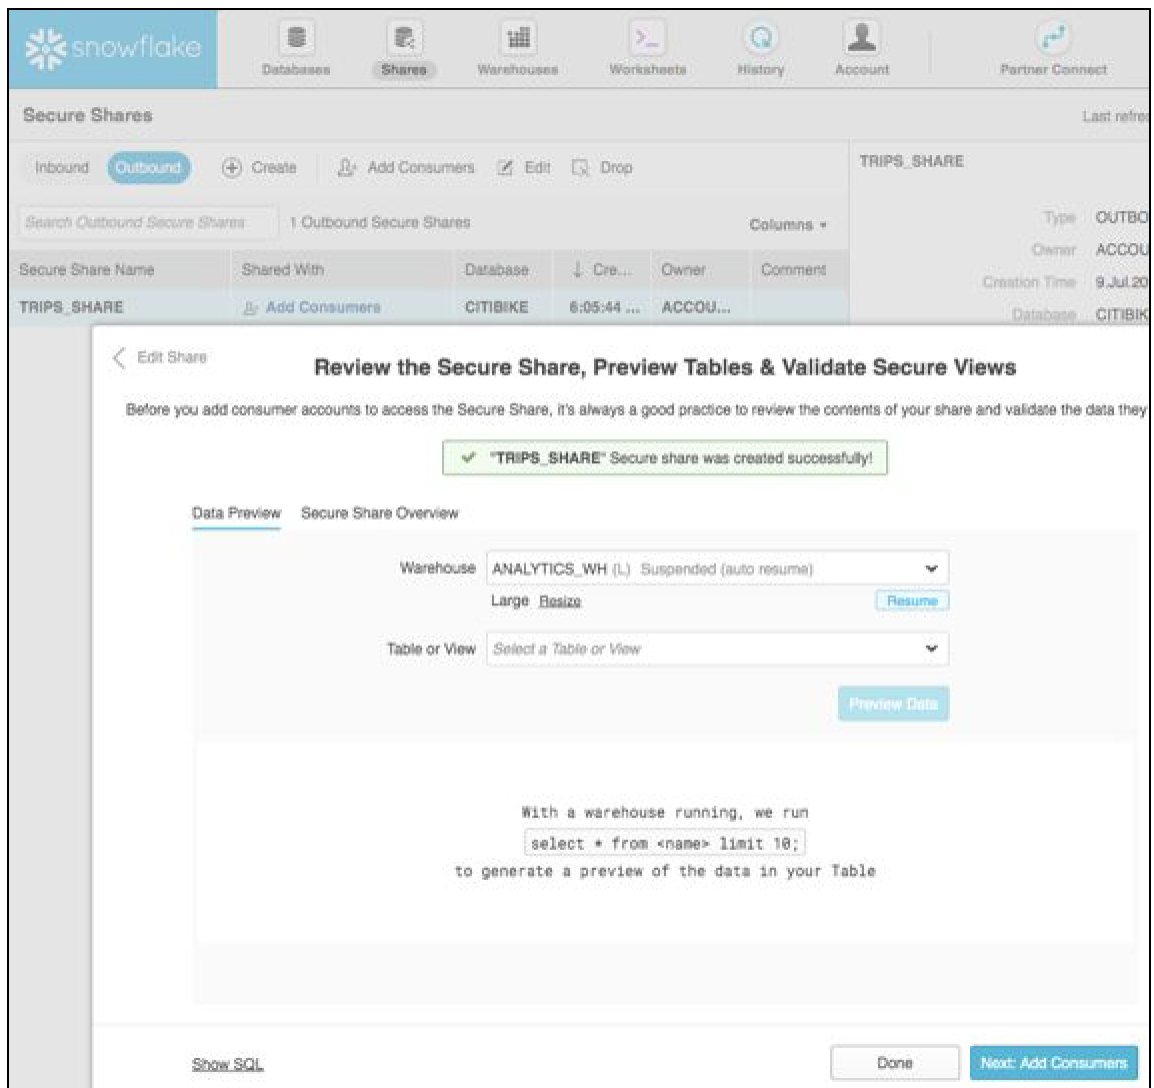 snowflake
Databases Shares Warehouses Worksheets History Account Partner Connect
Secure Shares Last refre
Inbound Outbound Create Add Consumers Edit Drop
TRIPS_SHARE
Search Outbound Secure Shares 1 Outbound Secure Shares Columns
Type OUTBO
Owner ACCOU
Creation Time 9.Jul.20
Database CITIBIK
Secure Share Name Shared With Database ↓ Cre... Owner Comment
TRIPS_SHARE Add Consumers CITIBIKE 6:05:44 ... ACCOU...
Edit Share
Review the Secure Share, Preview Tables & Validate Secure Views
Before you add consumer accounts to access the Secure Share, it's always a good practice to review the contents of your share and validate the data they
"TRIPS_SHARE" Secure share was created successfully!
Data Preview Secure Share Overview
Warehouse ANALYTICS_WH (L) Suspended (auto resume)
Large Resize Resume
Table or View Select a Table or View
Preview Data
With a warehouse running, we run
select * from <name> limit 10;
to generate a preview of the data in your Table
Show SQL Done Next: Add Consumers